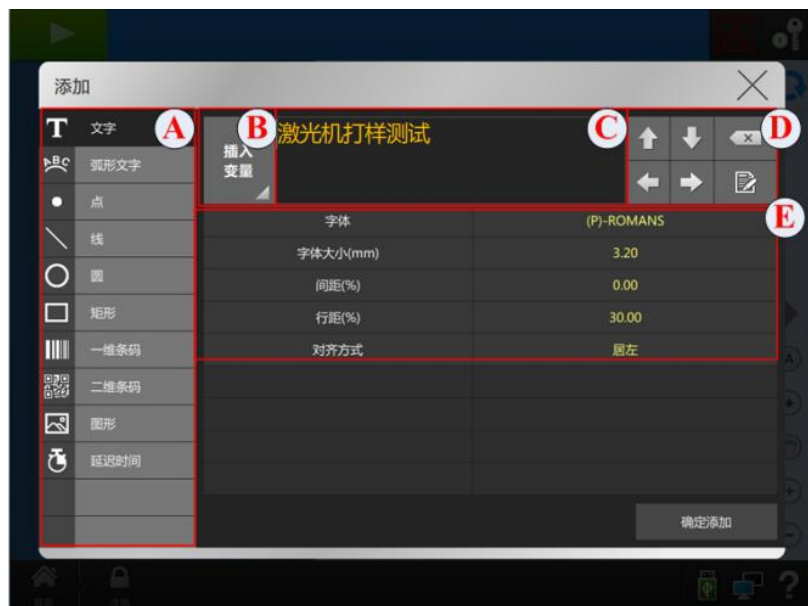 添加
T 文字 A
ABC 弧形文字
点
线
圆
矩形
一维条码
二维条码
图形
延迟时间
插入
变量
B
激光机打样测试
C
D
E
字体 (P)-ROMANS
字体大小(mm) 3.20
间距(%) 0.00
行距(%) 30.00
对齐方式 居左
确定添加